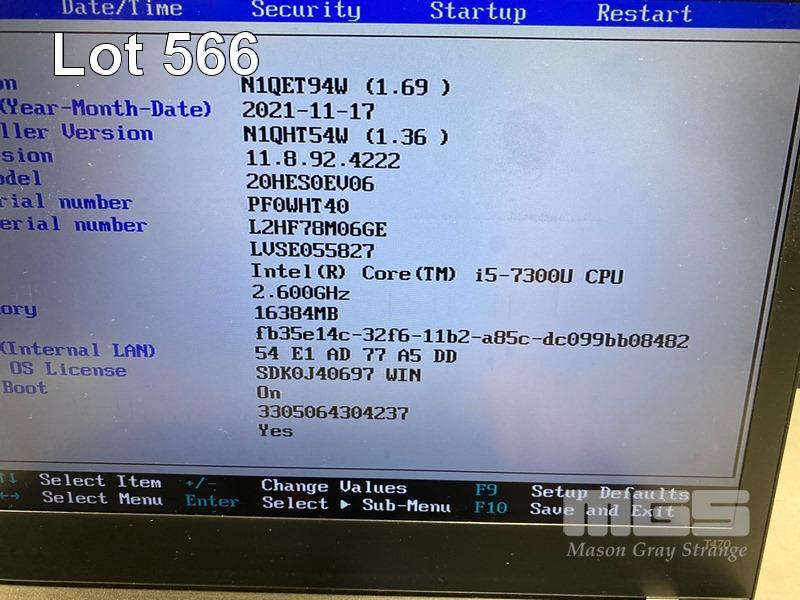 Date/Time Security Startup Restart
Lot 566
on N1QET94W (1.69 )
(Year-Month-Date) 2021-11-17
ller Version N1QHT54W (1.36 )
sion 11.8.92.4222
odel 20HES0EV06
rial number PF0WHT40
erial number L2HF78M06GE
LVSE055827
Intel(R) Core(TM) i5-7300U CPU
2.600GHz
ory 16384MB
fb35e14c-32f6-11b2-a85c-dc099bb08482
(Internal LAN) 54 E1 AD 77 A5 DD
OS License SDK0J40697 WIN
Boot On
3305064304237
Yes
↑↓ Select Item +/- Change Values F9 Setup Defaults
←→ Select Menu Enter Select ▶ Sub-Menu F10 Save and Exit
MGS
T470
Mason Gray Strange